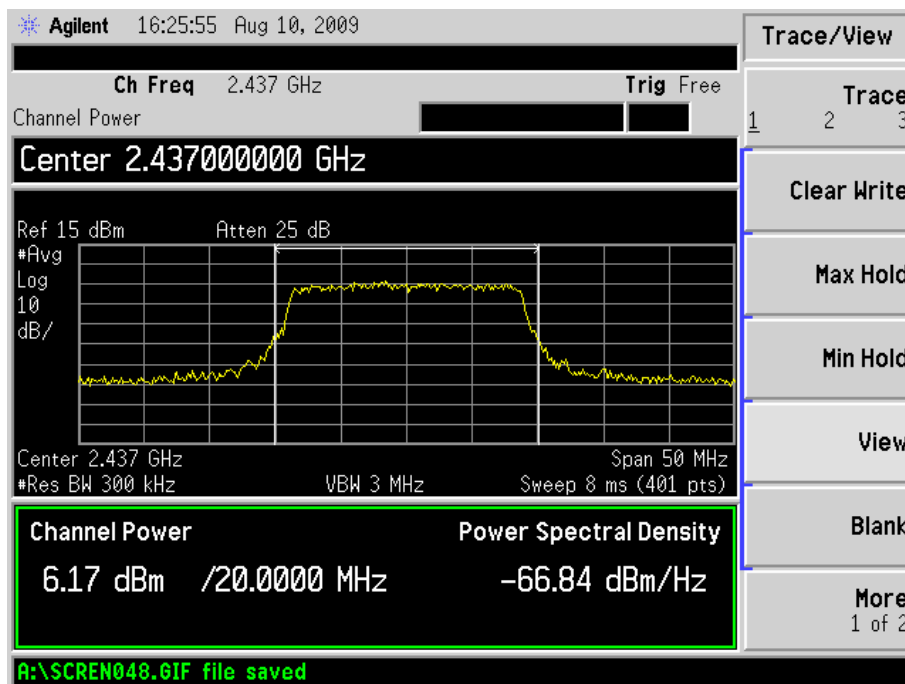 Agilent 16:25:55 Aug 10, 2009
Trace/View
Ch Freq 2.437 GHz Trig Free
Channel Power
Trace
1 2 3
Center 2.437000000 GHz
Clear Write
Ref 15 dBm Atten 25 dB
#Avg
Log
10
dB/
Max Hold
Min Hold
View
Center 2.437 GHz Span 50 MHz
#Res BW 300 kHz VBW 3 MHz Sweep 8 ms (401 pts)
Blank
Channel Power Power Spectral Density
6.17 dBm /20.0000 MHz -66.84 dBm/Hz
More
1 of 2
A:\SCREN048.GIF file saved